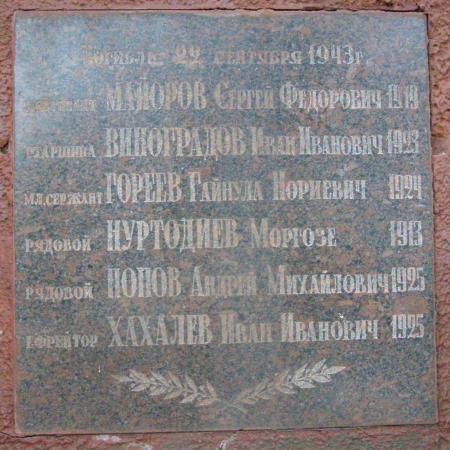 Погибли 22 сентября 1943 г.
СЕРЖАНТ МАЙОРОВ Сергей Федорович 1919
СТАРШИНА ВИНОГРАДОВ Иван Иванович 1923
МЛ. СЕРЖАНТ ГОРЕЕВ Гайнула Нориевич 1924
РЯДОВОЙ НУРТОДИЕВ Моргозе 1913
РЯДОВОЙ ПОПОВ Андрей Михайлович 1925
ЕФРЕЙТОР ХАХАЛЕВ Иван Иванович 1925